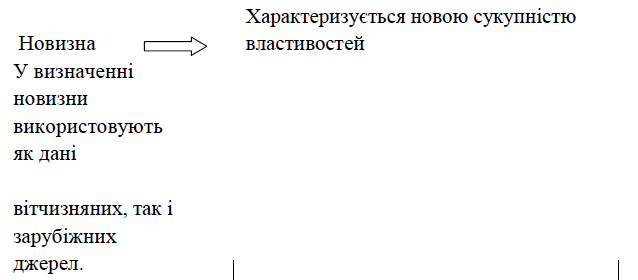 Характеризується новою сукупністю
властивостей
Новизна
У визначенні
новизни
використовують
як дані
вітчизняних, так і
зарубіжних
джерел.